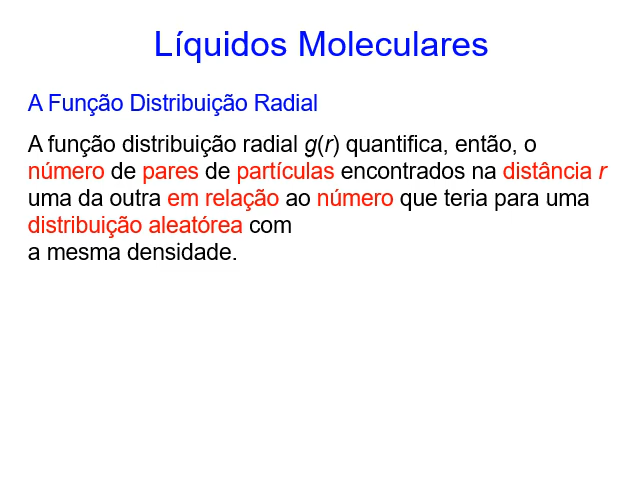 Líquidos Moleculares
A Função Distribuição Radial
A função distribuição radial g(r) quantifica, então, o
número de pares de partículas encontrados na distância r
uma da outra em relação ao número que teria para uma
distribuição aleatórea com
a mesma densidade.